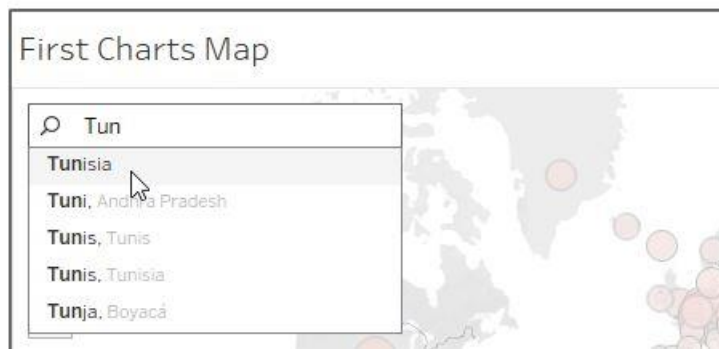 First Charts Map
Tun
Tunisia
Tuni, Andhra Pradesh
Tunis, Tunis
Tunis, Tunisia
Tunja, Boyacá